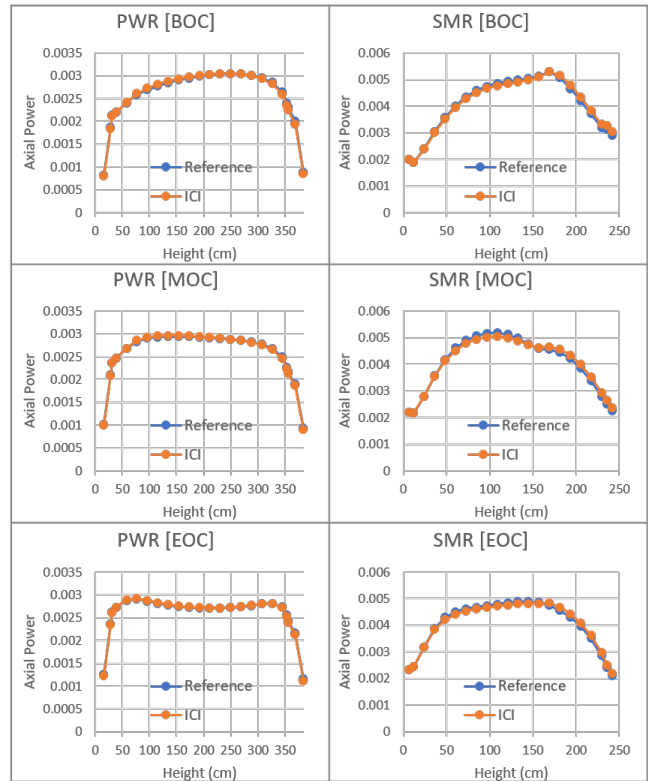 PWR [BOC]
0.0035
0.003
0.0025
0.002
0.0015
0.001
0.0005
0
Axial Power
Reference
ICI
0 50 100 150 200 250 300 350
Height (cm)
SMR [BOC]
0.006
0.005
0.004
0.003
0.002
0.001
0
Axial Power
Reference
ICI
0 50 100 150 200 250
Height (cm)
PWR [MOC]
0.0035
0.003
0.0025
0.002
0.0015
0.001
0.0005
0
Axial Power
Reference
ICI
0 50 100 150 200 250 300 350
Height (cm)
SMR [MOC]
0.006
0.005
0.004
0.003
0.002
0.001
0
Axial Power
Reference
ICI
0 50 100 150 200 250
Height (cm)
PWR [EOC]
0.0035
0.003
0.0025
0.002
0.0015
0.001
0.0005
0
Axial Power
Reference
ICI
0 50 100 150 200 250 300 350
Height (cm)
SMR [EOC]
0.006
0.005
0.004
0.003
0.002
0.001
0
Axial Power
Reference
ICI
0 50 100 150 200 250
Height (cm)